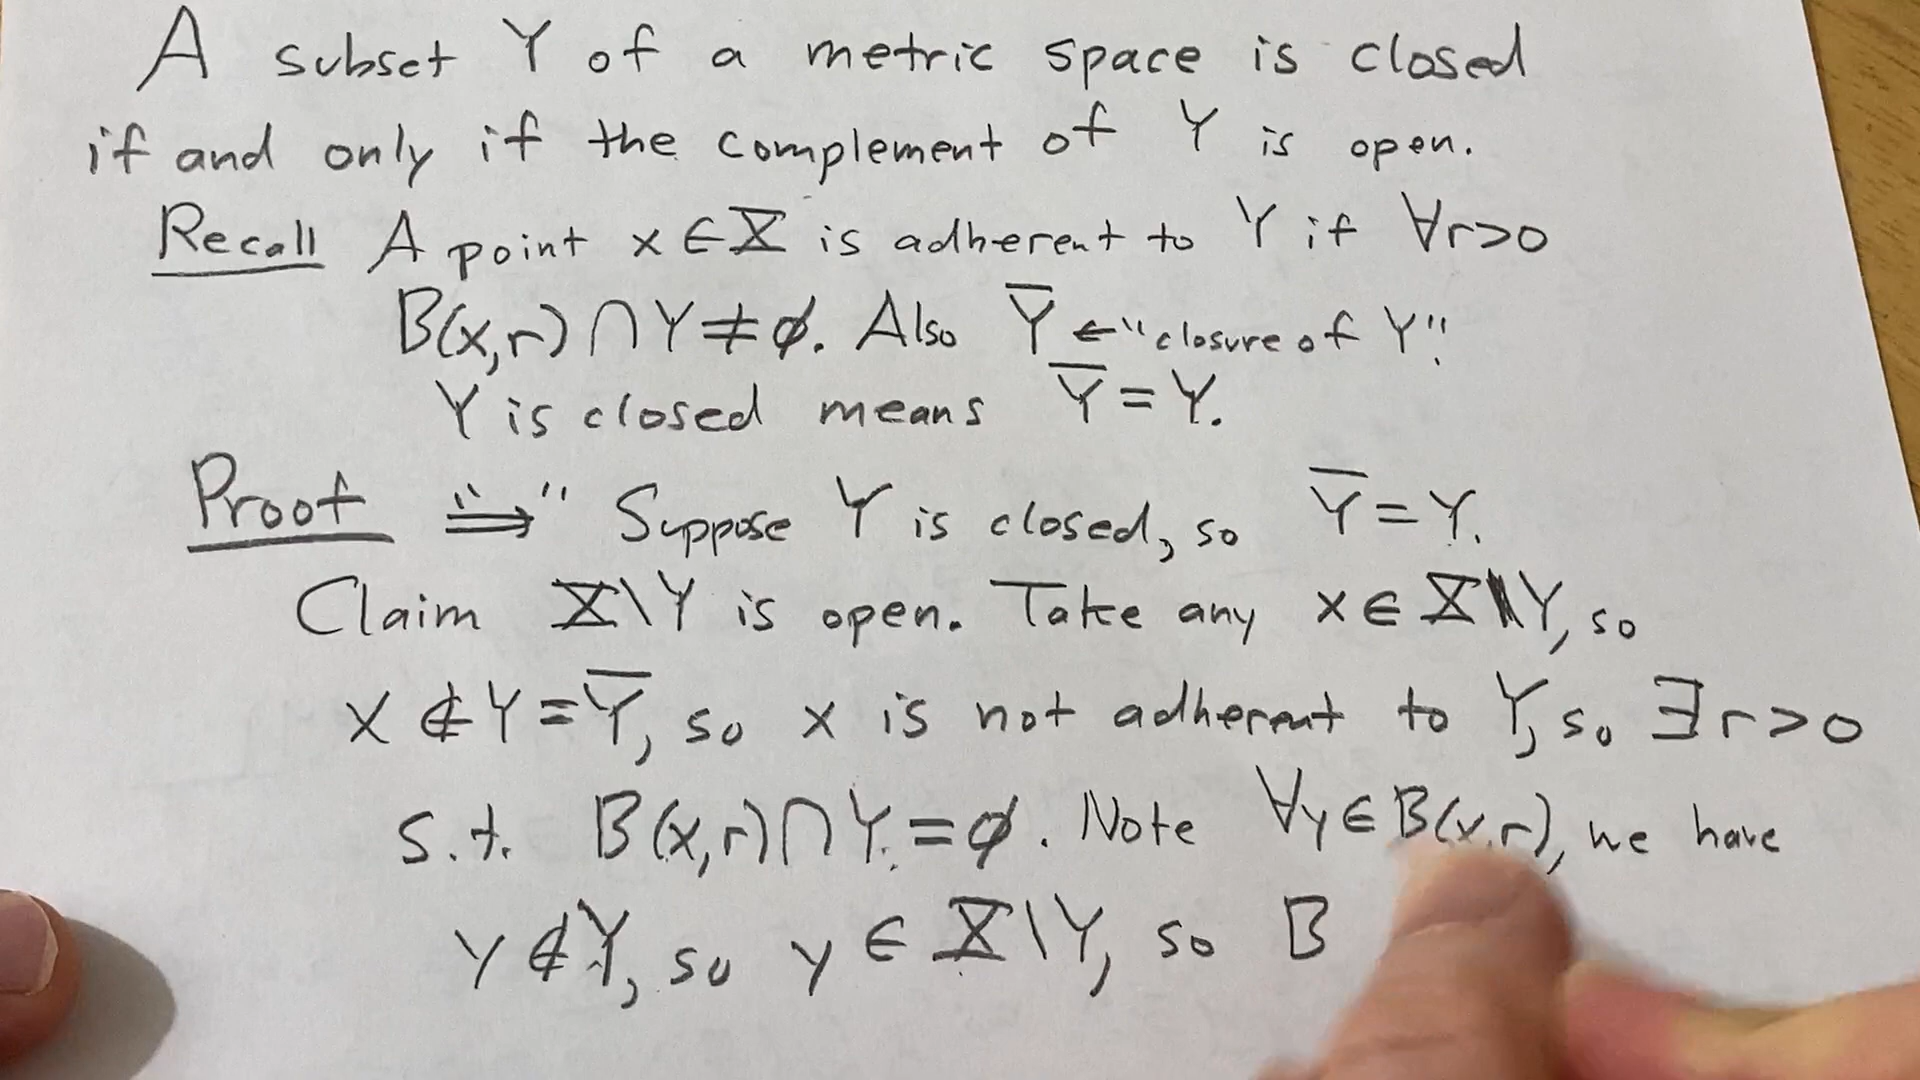 A subset Y of a metric space is closed
if and only if the complement of Y is open.
Recall A point x ∈ X is adherent to Y if ∀r>0
B(x,r) ∩ Y ≠ ∅. Also Y̅ ← "closure of Y".
Y is closed means Y̅ = Y.
Proof "⇒" Suppose Y is closed, so Y̅ = Y.
Claim X\Y is open. Take any x ∈ X\Y, so
x ∉ Y = Y̅, so x is not adherent to Y, so ∃r>0
s.t. B(x,r) ∩ Y = ∅. Note ∀y ∈ B(x,r), we have
y ∉ Y, so y ∈ X\Y, so B